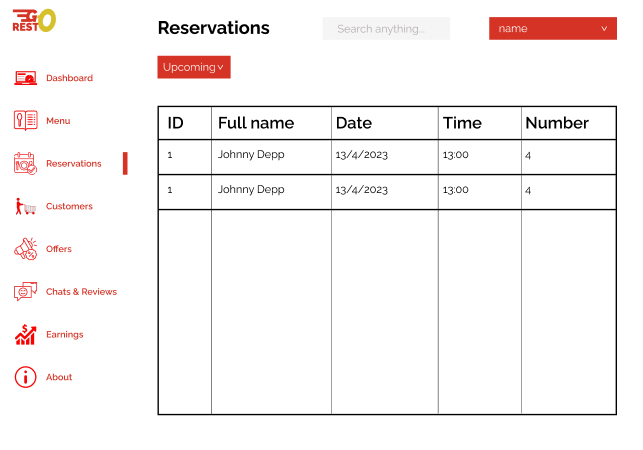 GO
REST
Reservations
Search anything..
name
Upcoming
Dashboard
Menu
Reservations
Customers
Offers
Chats & Reviews
Earnings
About
ID Full name Date Time Number
1 Johnny Depp 13/4/2023 13:00 4
1 Johnny Depp 13/4/2023 13:00 4